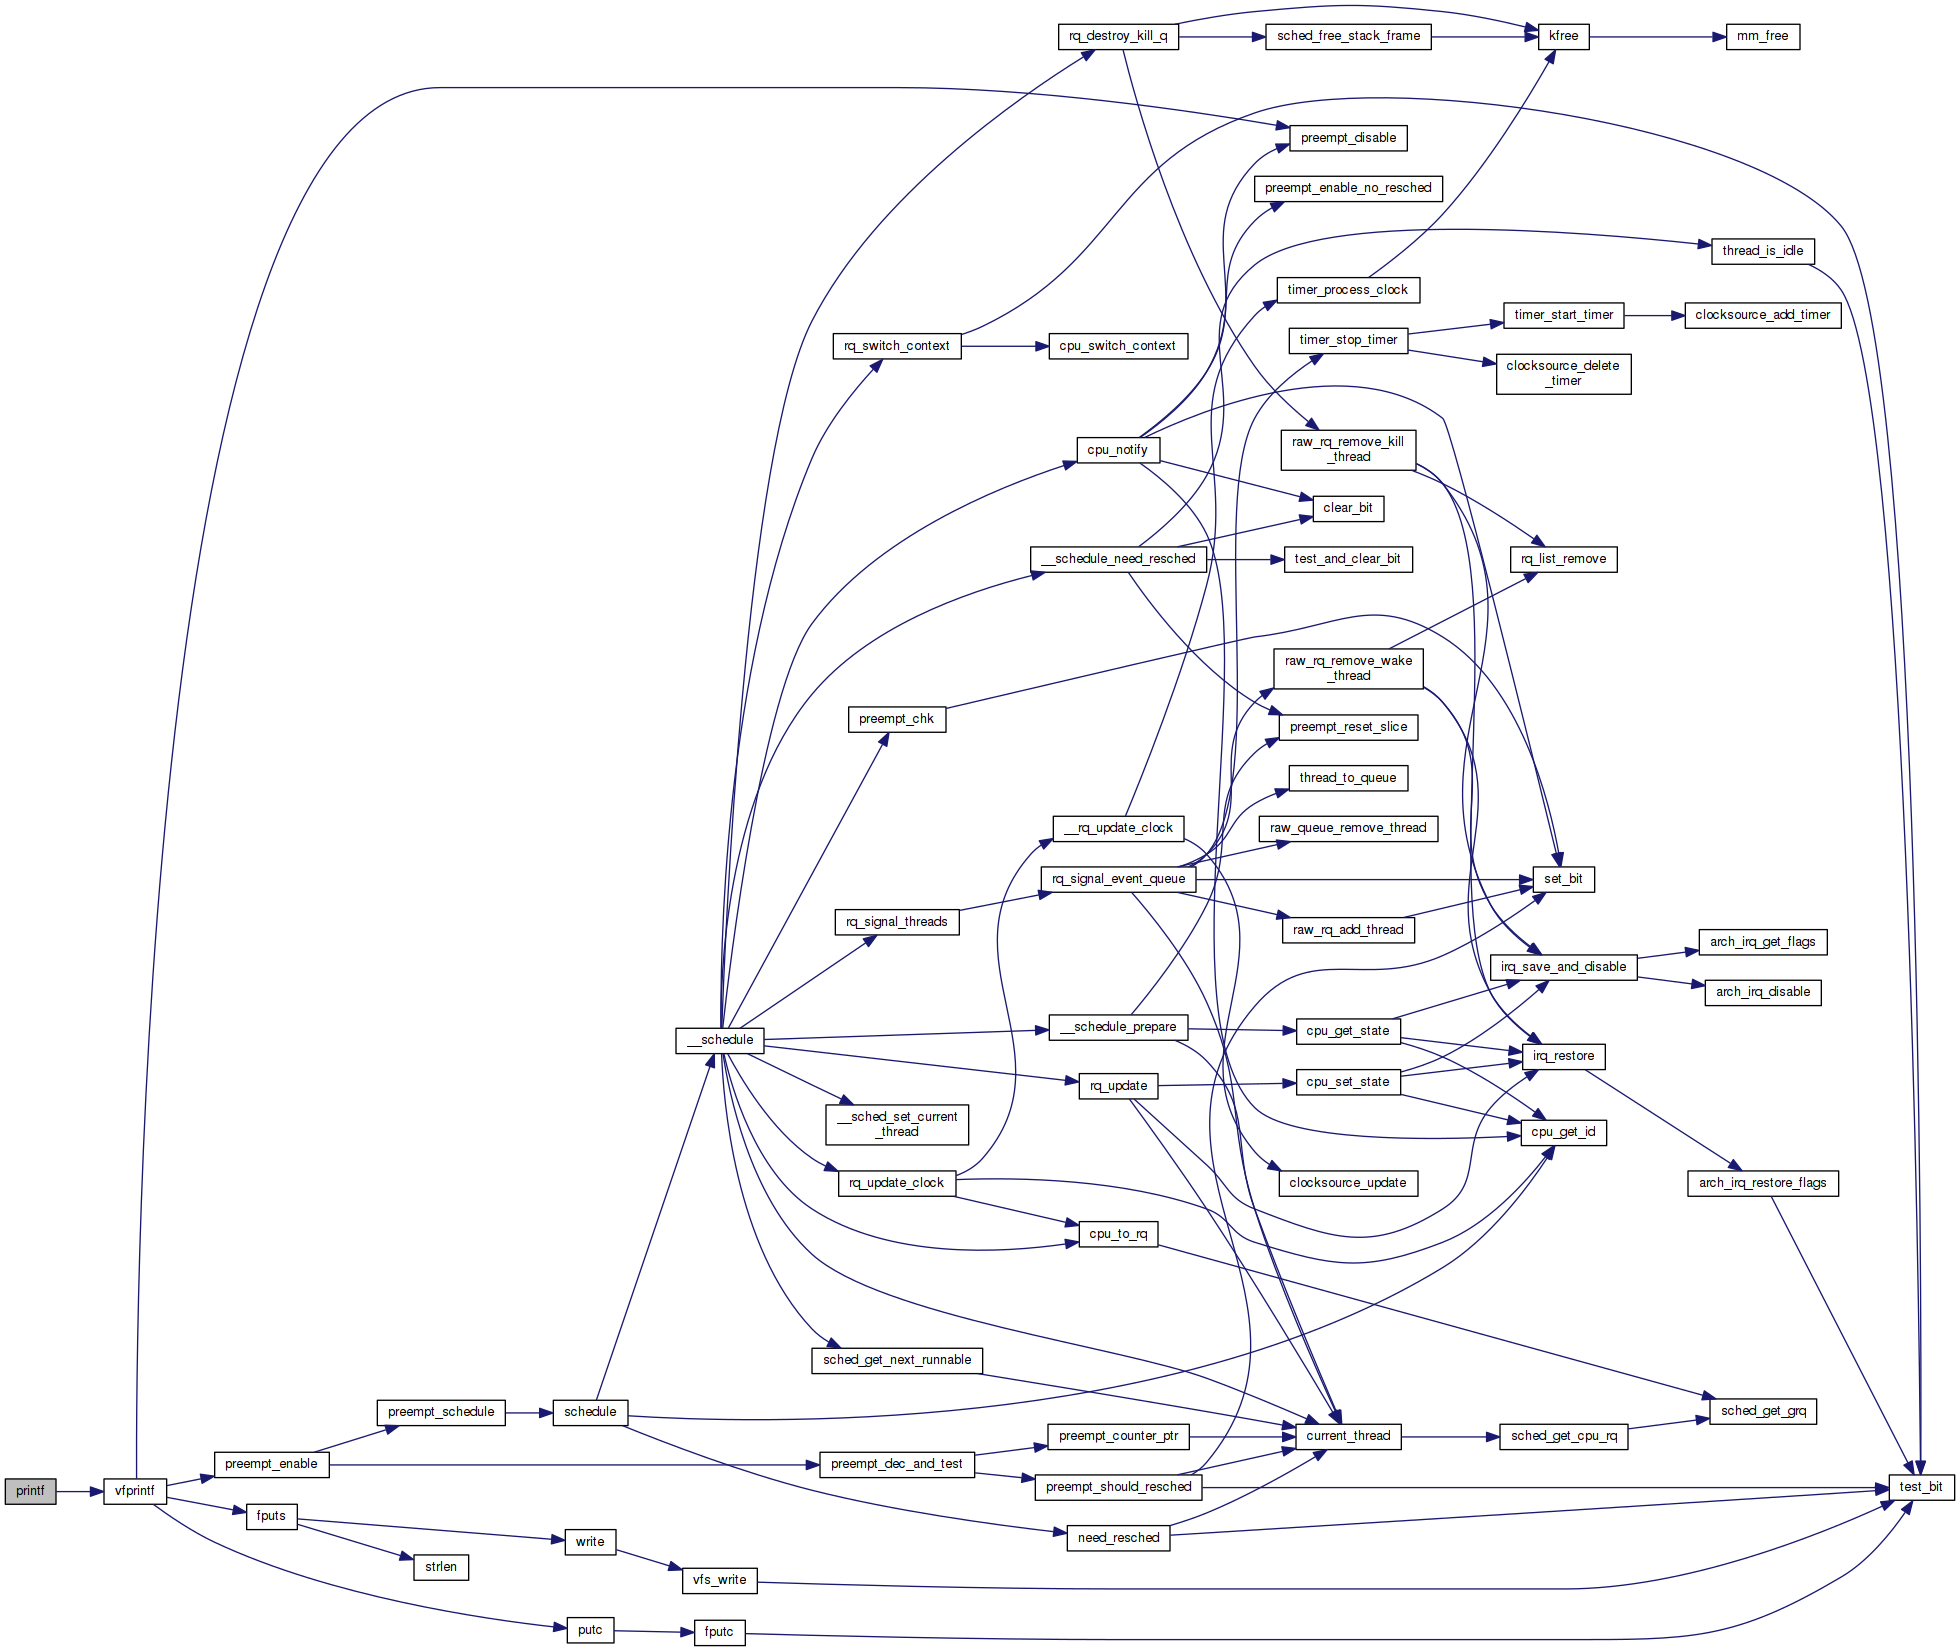 rq_destroy_kill_q
sched_free_stack_frame
kfree
mm_free
preempt_disable
preempt_enable_no_resched
thread_is_idle
timer_process_clock
timer_start_timer
clocksource_add_timer
rq_switch_context
cpu_switch_context
timer_stop_timer
clocksource_delete
_timer
cpu_notify
raw_rq_remove_kill
_thread
clear_bit
__schedule_need_resched
test_and_clear_bit
rq_list_remove
raw_rq_remove_wake
_thread
preempt_chk
preempt_reset_slice
thread_to_queue
__rq_update_clock
raw_queue_remove_thread
rq_signal_event_queue
set_bit
rq_signal_threads
raw_rq_add_thread
arch_irq_get_flags
irq_save_and_disable
arch_irq_disable
__schedule
__schedule_prepare
cpu_get_state
irq_restore
rq_update
cpu_set_state
__sched_set_current
_thread
cpu_get_id
rq_update_clock
clocksource_update
arch_irq_restore_flags
cpu_to_rq
sched_get_next_runnable
preempt_schedule
schedule
sched_get_grq
preempt_counter_ptr
current_thread
sched_get_cpu_rq
preempt_enable
preempt_dec_and_test
printf
vfprintf
preempt_should_resched
test_bit
fputs
need_resched
write
strlen
vfs_write
putc
fputc